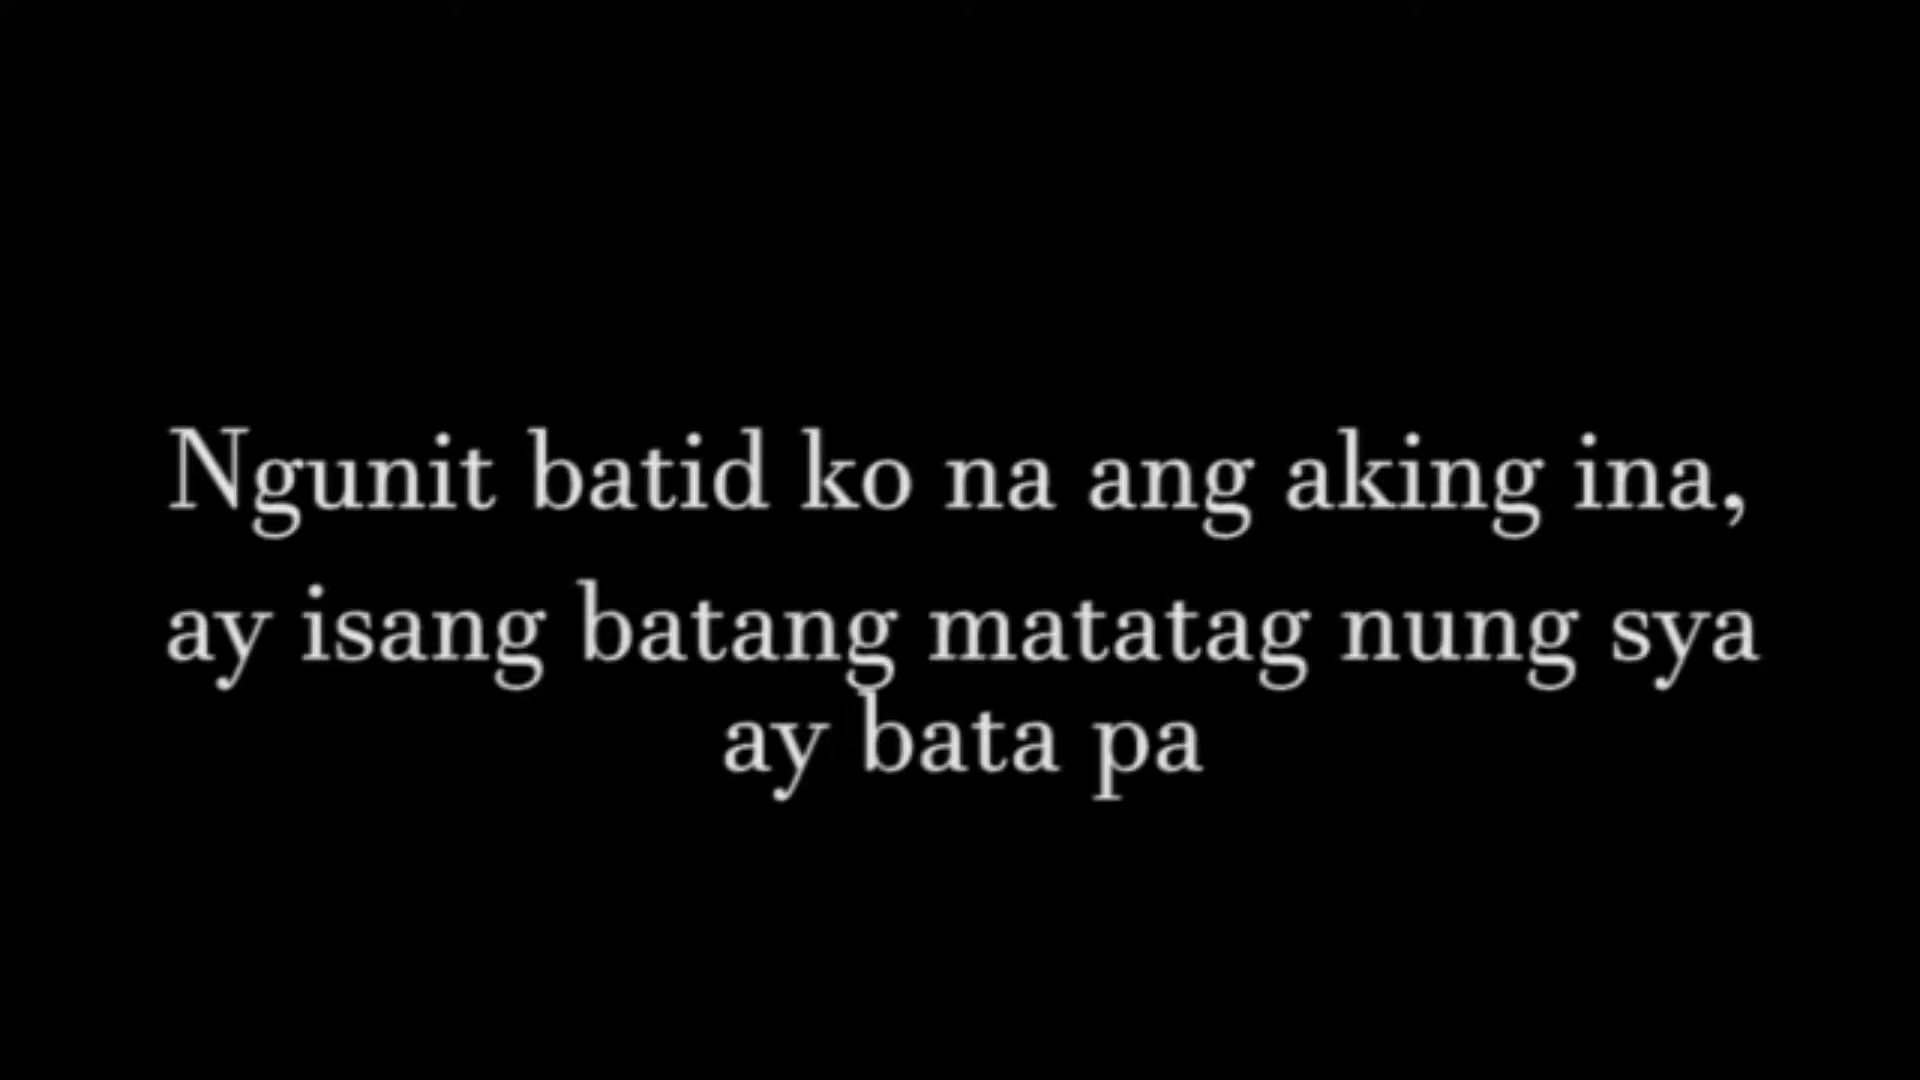 Ngunit batid ko na ang aking ina,
ay isang batang matatag nung sya
ay bata pa